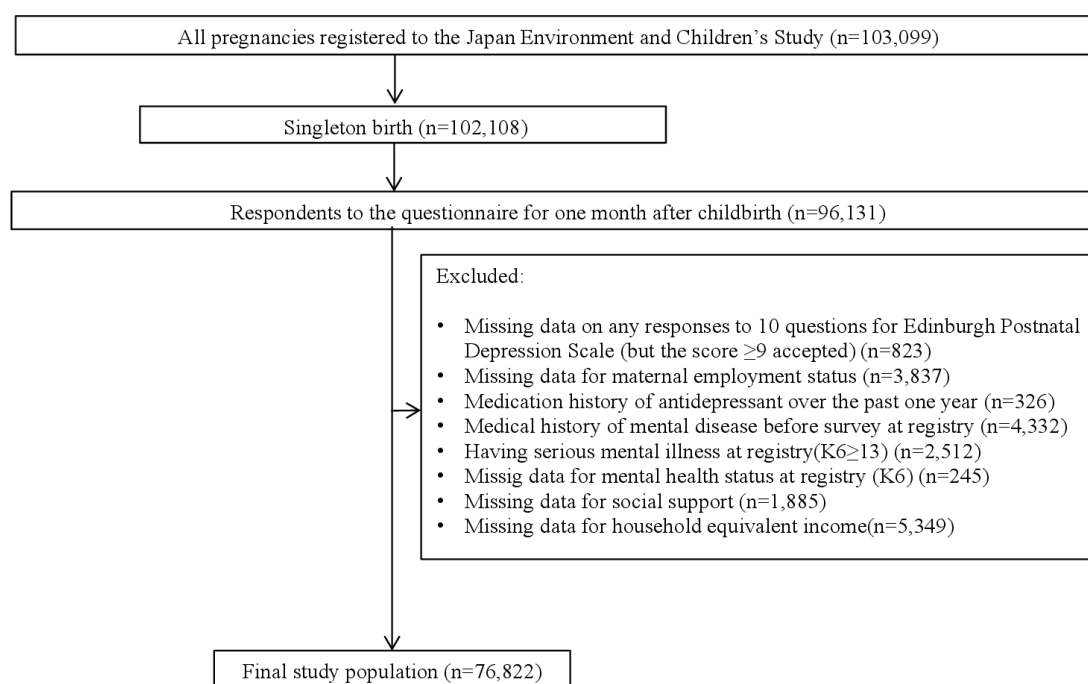 All pregnancies registered to the Japan Environment and Children’s Study (n=103,099)
Singleton birth (n=102,108)
Respondents to the questionnaire for one month after childbirth (n=96,131)
Excluded:
• Missing data on any responses to 10 questions for Edinburgh Postnatal
Depression Scale (but the score ≥9 accepted) (n=823)
• Missing data for maternal employment status (n=3,837)
• Medication history of antidepressant over the past one year (n=326)
• Medical history of mental disease before survey at registry (n=4,332)
• Having serious mental illness at registry(K6≥13) (n=2,512)
• Missig data for mental health status at registry (K6) (n=245)
• Missing data for social support (n=1,885)
• Missing data for household equivalent income(n=5,349)
Final study population (n=76,822)